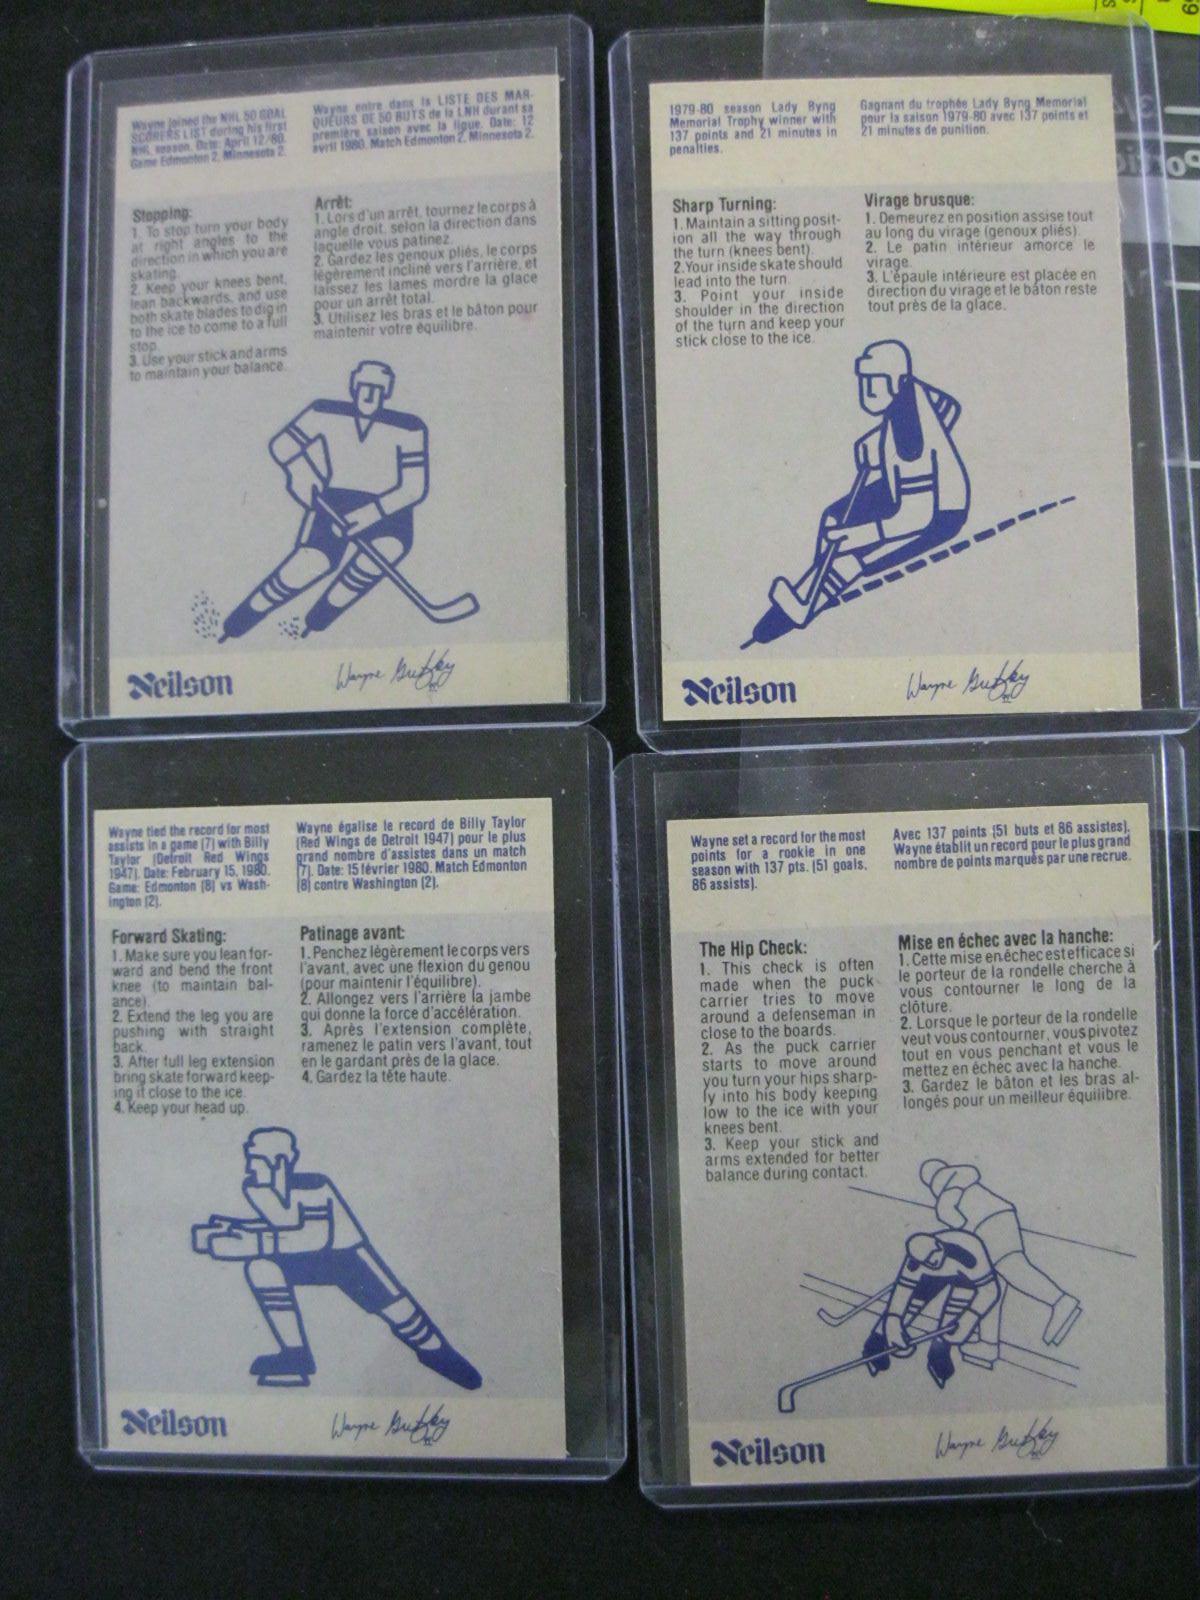 Wayne joined the NHL 50 GOAL
SCORERS LIST during his first
NHL season. Date: April 12/80.
Game Edmonton 2, Minnesota 2.
Wayne entre dans la LISTE DES MAR-
QUEURS DE 50 BUTS de la LNH durant sa
première saison avec la ligue. Date: 12
avril 1980. Match Edmonton 2, Minnesota 2.
Stopping:
1. To stop turn your body
at right angles to the
direction in which you are
skating.
2. Keep your knees bent,
lean backwards, and use
both skate blades to dig in
to the ice to come to a full
stop.
3. Use your stick and arms
to maintain your balance.
Arrêt:
1. Lors d'un arrêt, tournez le corps à
angle droit, selon la direction dans
laquelle vous patinez.
2. Gardez les genoux pliés, le corps
légèrement incliné vers l'arrière, et
laissez les lames mordre la glace
pour un arrêt total.
3. Utilisez les bras et le bâton pour
maintenir votre équilibre.
Neilson
Wayne Gretzky
1979-80 season Lady Byng
Memorial Trophy winner with
137 points and 21 minutes in
penalties.
Gagnant du trophée Lady Byng Memorial
pour la saison 1979-80 avec 137 points et
21 minutes de punition.
Sharp Turning:
1. Maintain a sitting posit-
ion all the way through
the turn (knees bent).
2. Your inside skate should
lead into the turn.
3. Point your inside
shoulder in the direction
of the turn and keep your
stick close to the ice.
Virage brusque:
1. Demeurez en position assise tout
au long du virage (genoux pliés).
2. Le patin intérieur amorce le
virage.
3. L'épaule intérieure est placée en
direction du virage et le bâton reste
tout près de la glace.
Neilson
Wayne Gretzky
Wayne tied the record for most
assists in a game (7) with Billy
Taylor (Detroit Red Wings
1947). Date: February 15, 1980.
Game: Edmonton (8) vs Wash-
ington (2).
Wayne égalise le record de Billy Taylor
(Red Wings de Detroit 1947) pour le plus
grand nombre d'assistes dans un match
(7). Date: 15 février 1980. Match Edmonton
(8) contre Washington (2).
Forward Skating:
1. Make sure you lean for-
ward and bend the front
knee (to maintain bal-
ance).
2. Extend the leg you are
pushing with straight
back.
3. After full leg extension
bring skate forward keep-
ing it close to the ice.
4. Keep your head up.
Patinage avant:
1. Penchez légèrement le corps vers
l'avant, avec une flexion du genou
(pour maintenir l'équilibre).
2. Allongez vers l'arrière la jambe
qui donne la force d'accélération.
3. Après l'extension complète,
ramenez le patin vers l'avant, tout
en le gardant près de la glace.
4. Gardez la tête haute.
Neilson
Wayne Gretzky
Wayne set a record for the most
points for a rookie in one
season with 137 pts. (51 goals,
86 assists).
Avec 137 points (51 buts et 86 assistes),
Wayne établit un record pour le plus grand
nombre de points marqués par une recrue.
The Hip Check:
1. This check is often
made when the puck
carrier tries to move
around a defenseman in
close to the boards.
2. As the puck carrier
starts to move around
you turn your hips sharp-
ly into his body keeping
low to the ice with your
knees bent.
3. Keep your stick and
arms extended for better
balance during contact.
Mise en échec avec la hanche:
1. Cette mise en échec est efficace si
le porteur de la rondelle cherche à
vous contourner le long de la
clôture.
2. Lorsque le porteur de la rondelle
veut vous contourner, vous pivotez
tout en vous penchant et vous le
mettez en échec avec la hanche.
3. Gardez le bâton et les bras al-
longés pour un meilleur équilibre.
Neilson
Wayne Gretzky